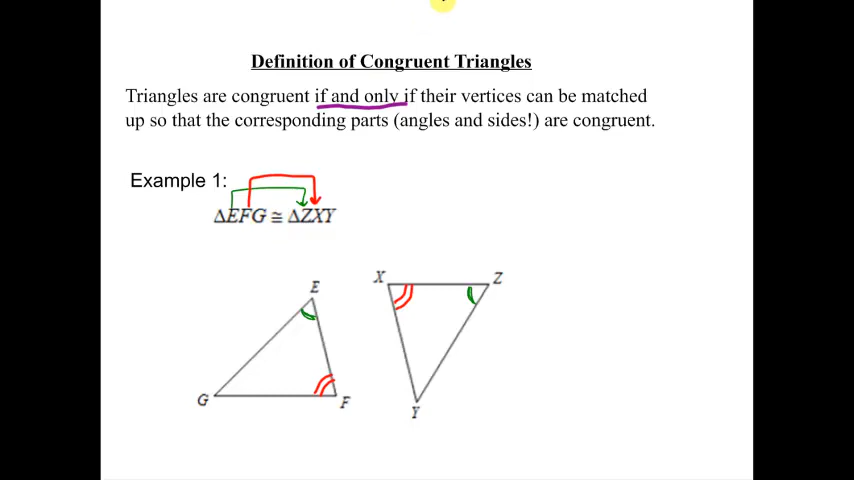 Definition of Congruent Triangles
Triangles are congruent if and only if their vertices can be matched
up so that the corresponding parts (angles and sides!) are congruent.
Example 1:
ΔEFG ≅ ΔZXY
E
X
Z
G
F
Y